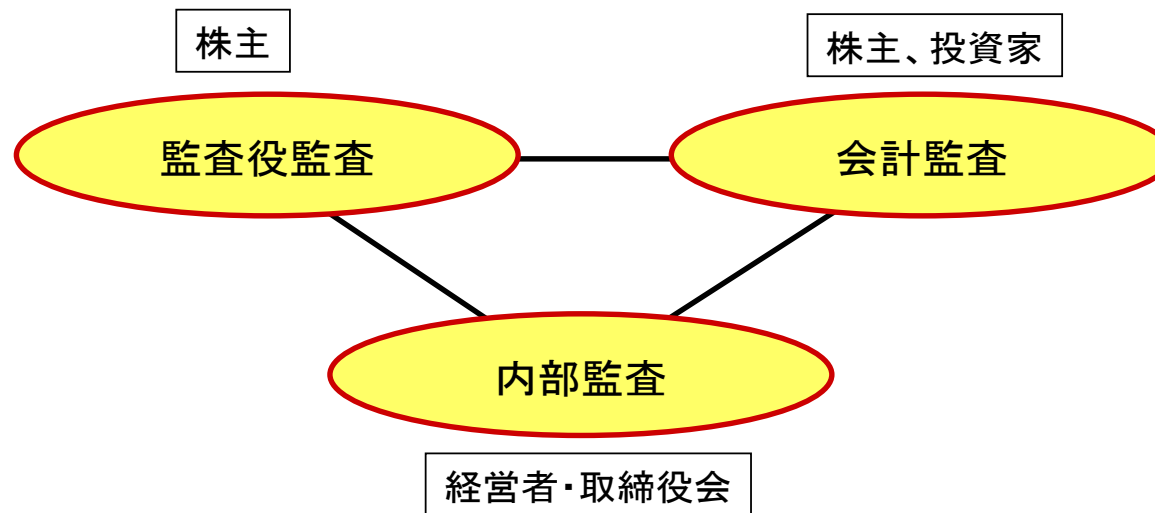 株主
株主、投資家
監査役監査
会計監査
内部監査
経営者・取締役会